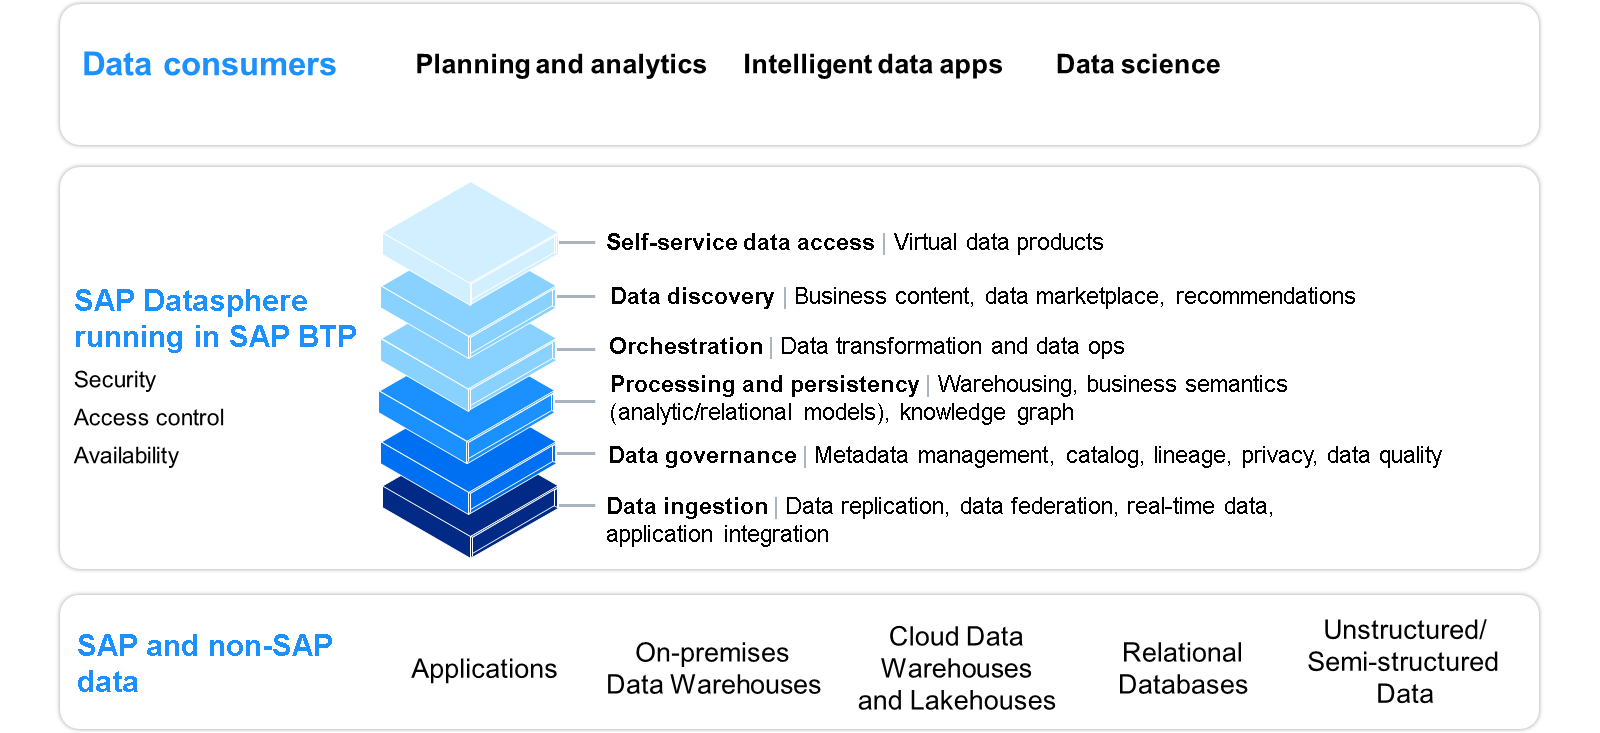 Data consumers
Planning and analytics
Intelligent data apps
Data science
SAP Datasphere
running in SAP BTP
Security
Access control
Availability
Self-service data access | Virtual data products
Data discovery | Business content, data marketplace, recommendations
Orchestration | Data transformation and data ops
Processing and persistency | Warehousing, business semantics
(analytic/relational models), knowledge graph
Data governance | Metadata management, catalog, lineage, privacy, data quality
Data ingestion | Data replication, data federation, real-time data,
application integration
SAP and non-SAP
data
Applications
On-premises
Data Warehouses
Cloud Data
Warehouses
and Lakehouses
Relational
Databases
Unstructured/
Semi-structured
Data